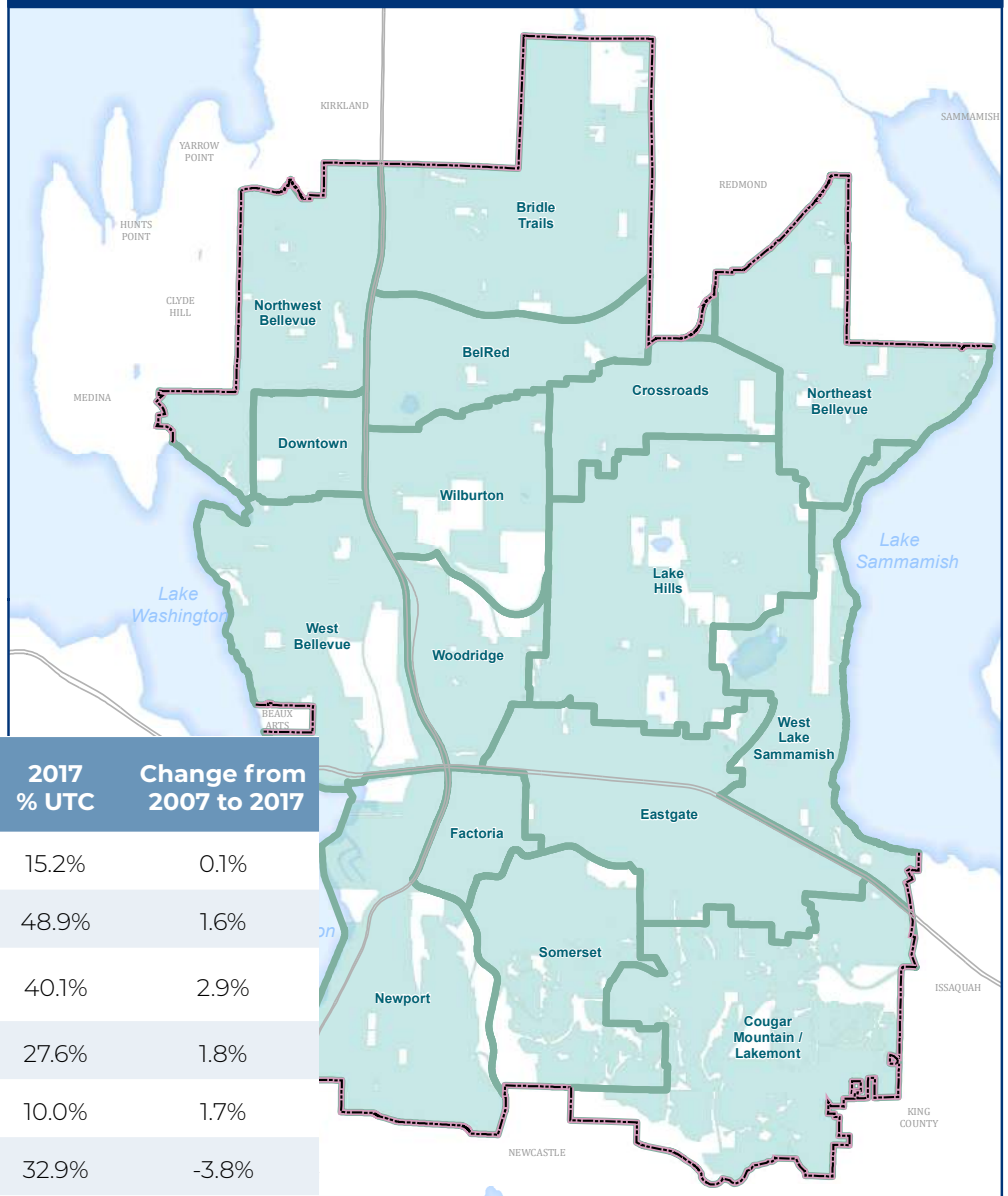 KIRKLAND
SAMMAMISH
YARROW
POINT
REDMOND
Bridle
Trails
HUNTS
POINT
CLYDE
HILL
Northwest
Bellevue
BelRed
Crossroads
Northeast
Bellevue
MEDINA
Downtown
Wilburton
Lake
Sammamish
Lake
Hills
Lake
Washington
West
Bellevue
Woodridge
BEAUX
ARTS
West
Lake
Sammamish
Eastgate
Factoria
on
Somerset
Newport
ISSAQUAH
Cougar
Mountain /
Lakemont
KING
COUNTY
NEWCASTLE
2017 Change from
% UTC 2007 to 2017
15.2% 0.1%
48.9% 1.6%
40.1% 2.9%
27.6% 1.8%
10.0% 1.7%
32.9% -3.8%